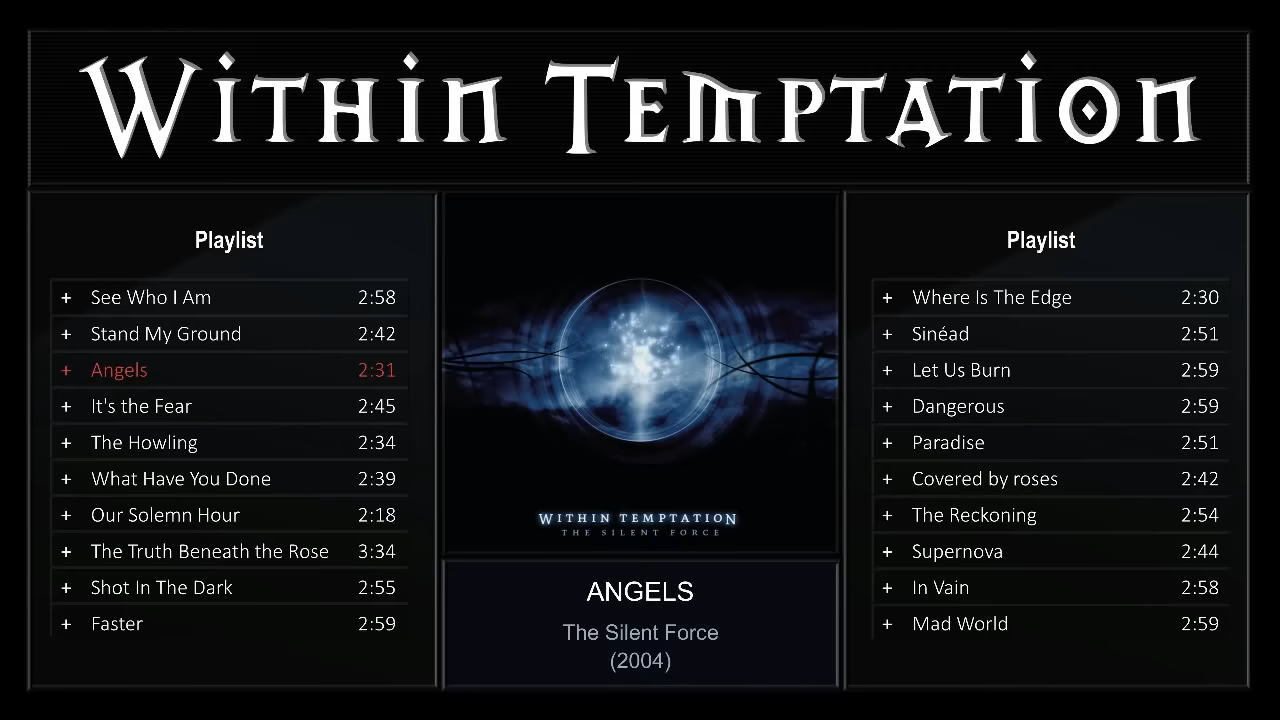 WITHIN TEMPTATION
Playlist
+ See Who I Am 2:58
+ Stand My Ground 2:42
+ Angels 2:31
+ It's the Fear 2:45
+ The Howling 2:34
+ What Have You Done 2:39
+ Our Solemn Hour 2:18
+ The Truth Beneath the Rose 3:34
+ Shot In The Dark 2:55
+ Faster 2:59
WITHIN TEMPTATION
THE SILENT FORCE
ANGELS
The Silent Force
(2004)
Playlist
+ Where Is The Edge 2:30
+ Sinéad 2:51
+ Let Us Burn 2:59
+ Dangerous 2:59
+ Paradise 2:51
+ Covered by roses 2:42
+ The Reckoning 2:54
+ Supernova 2:44
+ In Vain 2:58
+ Mad World 2:59